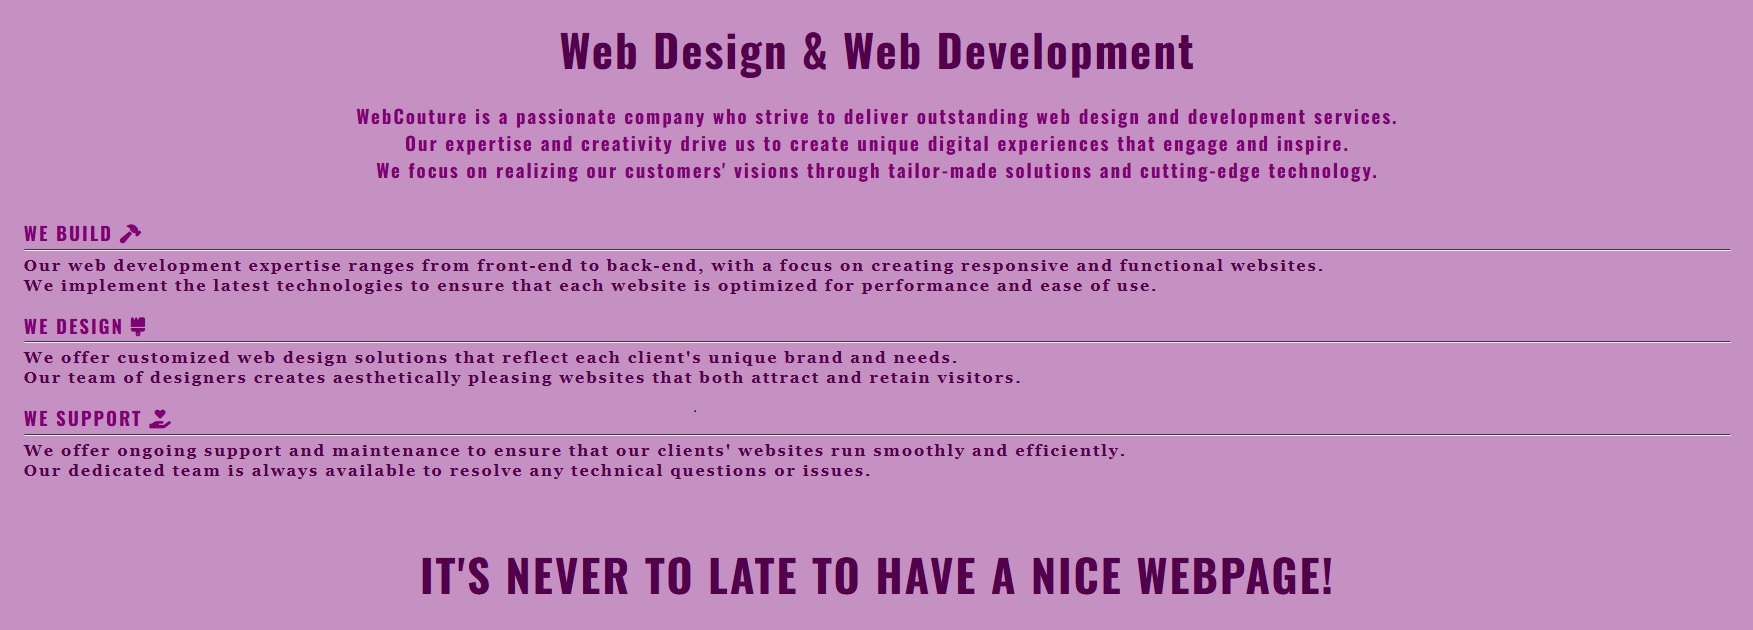 Web Design & Web Development
WebCouture is a passionate company who strive to deliver outstanding web design and development services.
Our expertise and creativity drive us to create unique digital experiences that engage and inspire.
We focus on realizing our customers' visions through tailor-made solutions and cutting-edge technology.
WE BUILD
Our web development expertise ranges from front-end to back-end, with a focus on creating responsive and functional websites.
We implement the latest technologies to ensure that each website is optimized for performance and ease of use.
WE DESIGN
We offer customized web design solutions that reflect each client's unique brand and needs.
Our team of designers creates aesthetically pleasing websites that both attract and retain visitors.
WE SUPPORT
We offer ongoing support and maintenance to ensure that our clients' websites run smoothly and efficiently.
Our dedicated team is always available to resolve any technical questions or issues.
IT'S NEVER TO LATE TO HAVE A NICE WEBPAGE!